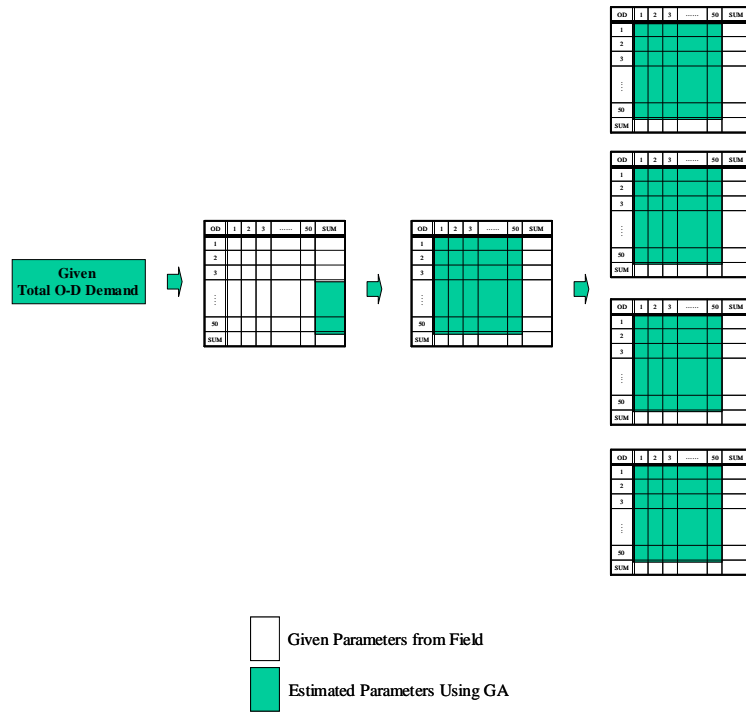 Given
Total O-D Demand
OD 1 2 3 ...... 50 SUM
1
2
3
......
50
SUM
OD 1 2 3 ...... 50 SUM
1
2
3
......
50
SUM
OD 1 2 3 ...... 50 SUM
1
2
3
......
50
SUM
OD 1 2 3 ...... 50 SUM
1
2
3
......
50
SUM
OD 1 2 3 ...... 50 SUM
1
2
3
......
50
SUM
OD 1 2 3 ...... 50 SUM
1
2
3
......
50
SUM
Given Parameters from Field
Estimated Parameters Using GA